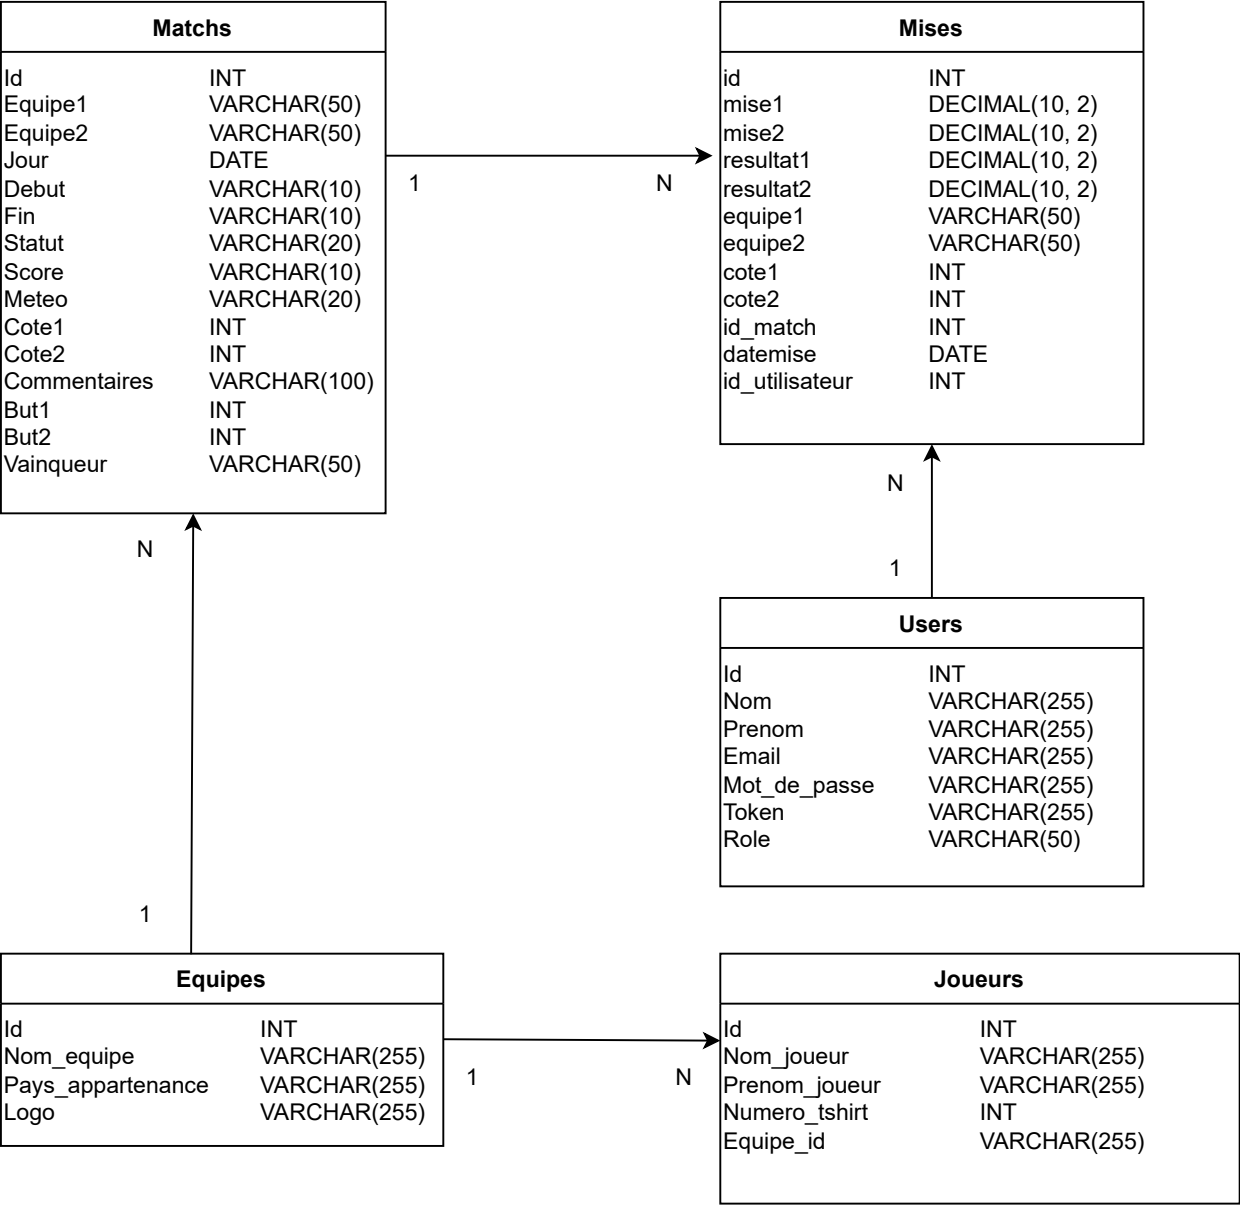 Matchs
Id INT
Equipe1 VARCHAR(50)
Equipe2 VARCHAR(50)
Jour DATE
Debut VARCHAR(10)
Fin VARCHAR(10)
Statut VARCHAR(20)
Score VARCHAR(10)
Meteo VARCHAR(20)
Cote1 INT
Cote2 INT
Commentaires VARCHAR(100)
But1 INT
But2 INT
Vainqueur VARCHAR(50)
1
N
Mises
id INT
mise1 DECIMAL(10, 2)
mise2 DECIMAL(10, 2)
resultat1 DECIMAL(10, 2)
resultat2 DECIMAL(10, 2)
equipe1 VARCHAR(50)
equipe2 VARCHAR(50)
cote1 INT
cote2 INT
id_match INT
datemise DATE
id_utilisateur INT
N
1
Users
Id INT
Nom VARCHAR(255)
Prenom VARCHAR(255)
Email VARCHAR(255)
Mot_de_passe VARCHAR(255)
Token VARCHAR(255)
Role VARCHAR(50)
N
1
Equipes
Id INT
Nom_equipe VARCHAR(255)
Pays_appartenance VARCHAR(255)
Logo VARCHAR(255)
1
N
Joueurs
Id INT
Nom_joueur VARCHAR(255)
Prenom_joueur VARCHAR(255)
Numero_tshirt INT
Equipe_id VARCHAR(255)